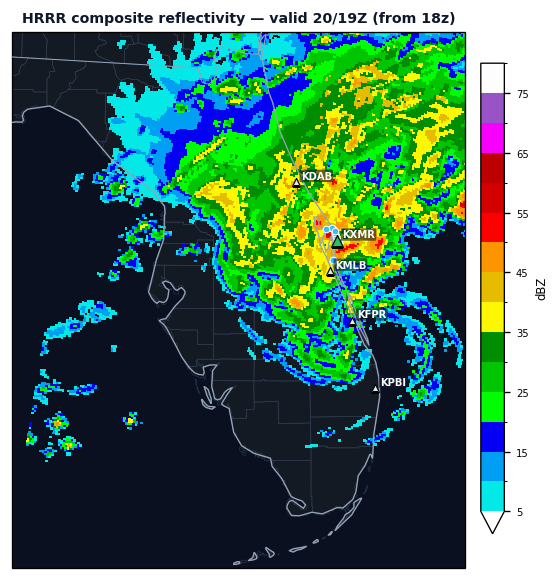 HRRR composite reflectivity — valid 20/19Z (from 18z)
75
65
55
45
35
25
15
5
dBZ
KDAB
KXMR
KMLB
KFPR
KPBI